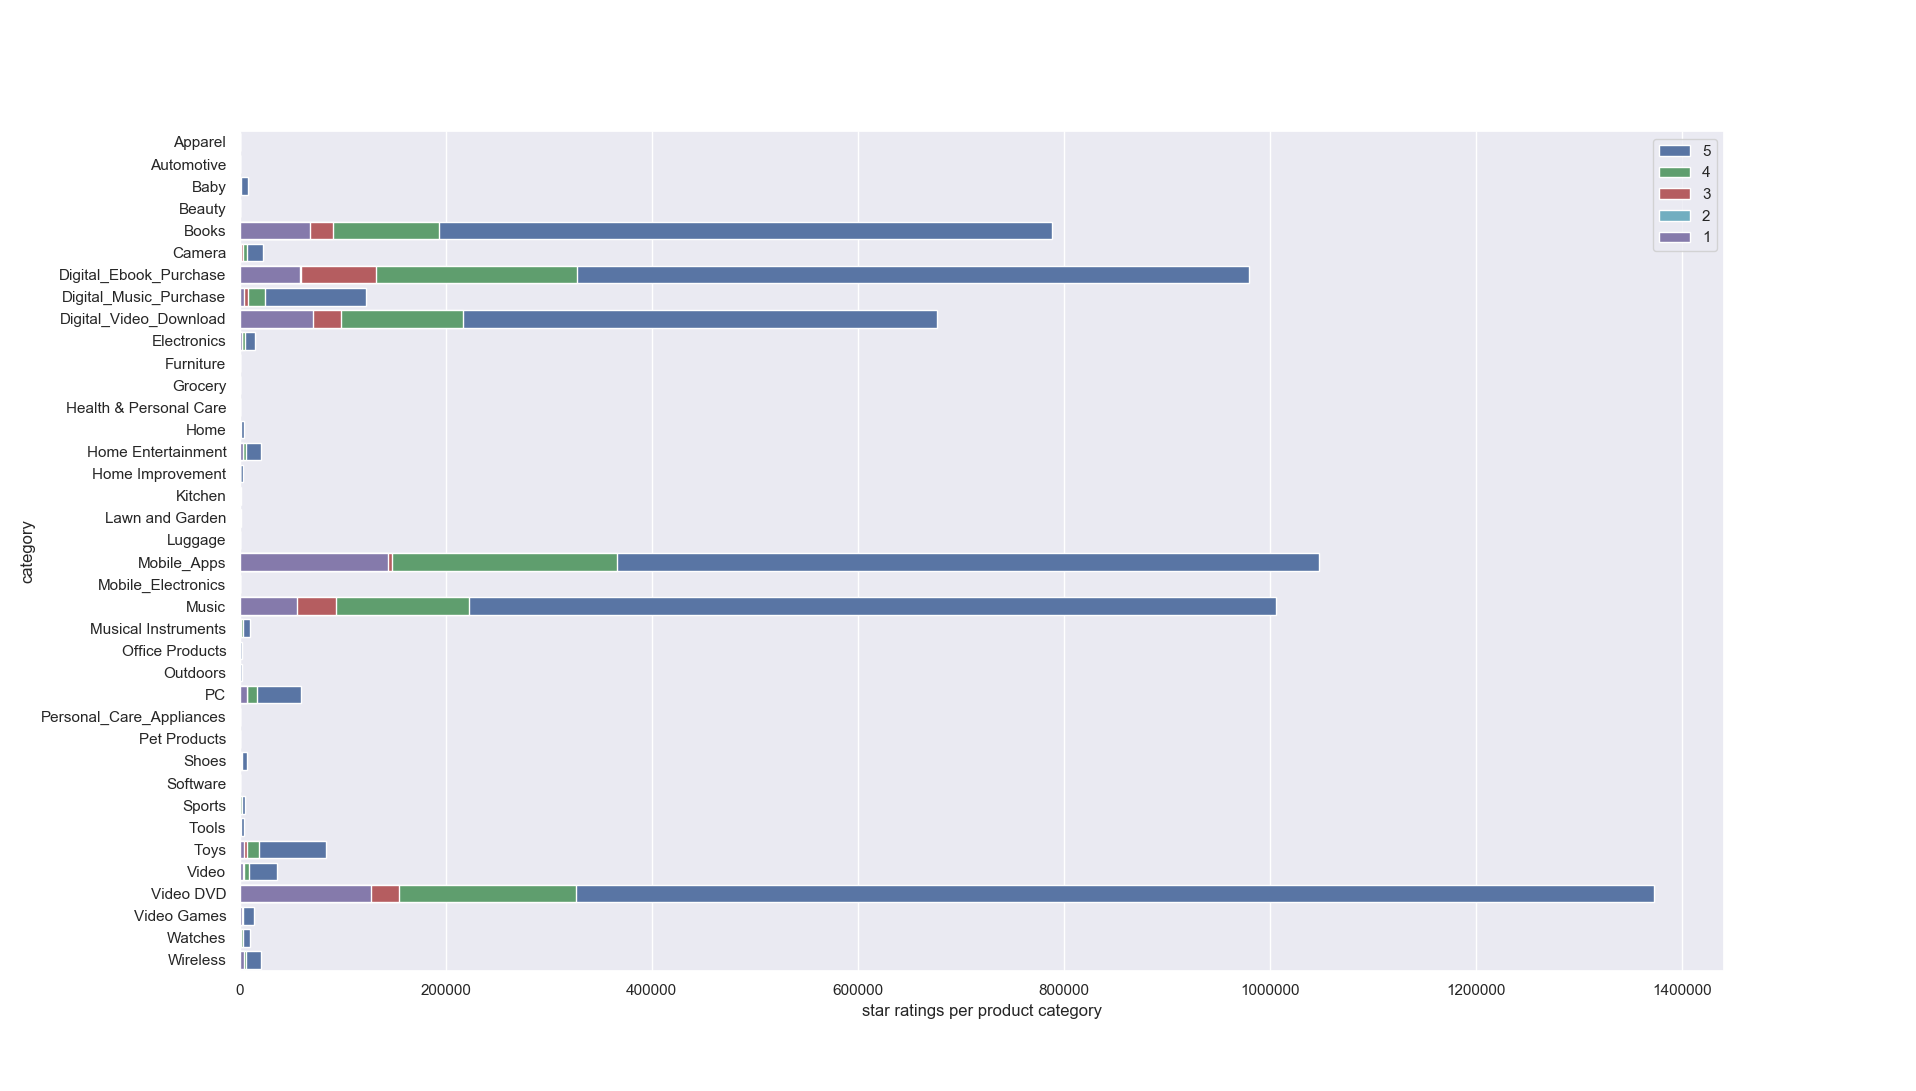 Apparel
Automotive
Baby
Beauty
Books
Camera
Digital_Ebook_Purchase
Digital_Music_Purchase
Digital_Video_Download
Electronics
Furniture
Grocery
Health & Personal Care
Home
Home Entertainment
Home Improvement
Kitchen
Lawn and Garden
Luggage
Mobile_Apps
Mobile_Electronics
Music
Musical Instruments
Office Products
Outdoors
PC
Personal_Care_Appliances
Pet Products
Shoes
Software
Sports
Tools
Toys
Video
Video DVD
Video Games
Watches
Wireless
category
5
4
3
2
1
0 200000 400000 600000 800000 1000000 1200000 1400000
star ratings per product category